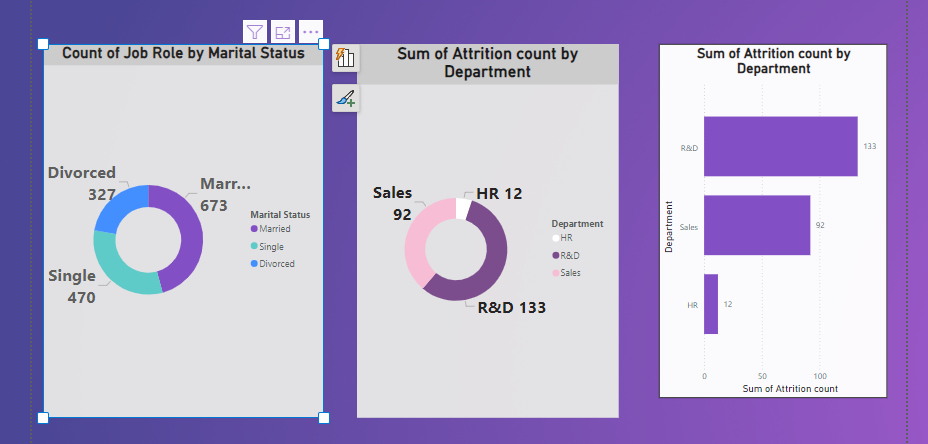 Count of Job Role by Marital Status
Divorced
327
Marr...
673
Single
470
Marital Status
Married
Single
Divorced
Sum of Attrition count by
Department
Sales
92
HR 12
R&D 133
Department
HR
R&D
Sales
Sum of Attrition count by
Department
Department
R&D
133
Sales
92
HR
12
0
50
100
Sum of Attrition count